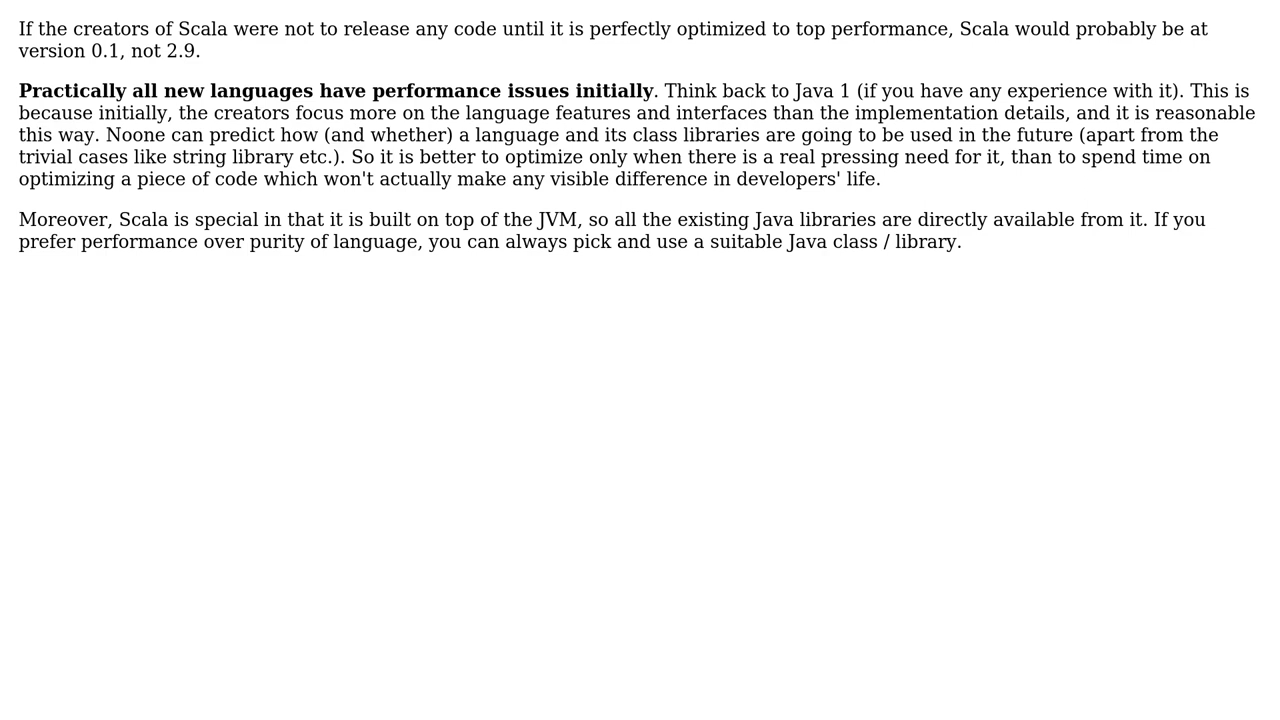 If the creators of Scala were not to release any code until it is perfectly optimized to top performance, Scala would probably be at
version 0.1, not 2.9.
Practically all new languages have performance issues initially. Think back to Java 1 (if you have any experience with it). This is
because initially, the creators focus more on the language features and interfaces than the implementation details, and it is reasonable
this way. Noone can predict how (and whether) a language and its class libraries are going to be used in the future (apart from the
trivial cases like string library etc.). So it is better to optimize only when there is a real pressing need for it, than to spend time on
optimizing a piece of code which won't actually make any visible difference in developers' life.
Moreover, Scala is special in that it is built on top of the JVM, so all the existing Java libraries are directly available from it. If you
prefer performance over purity of language, you can always pick and use a suitable Java class / library.